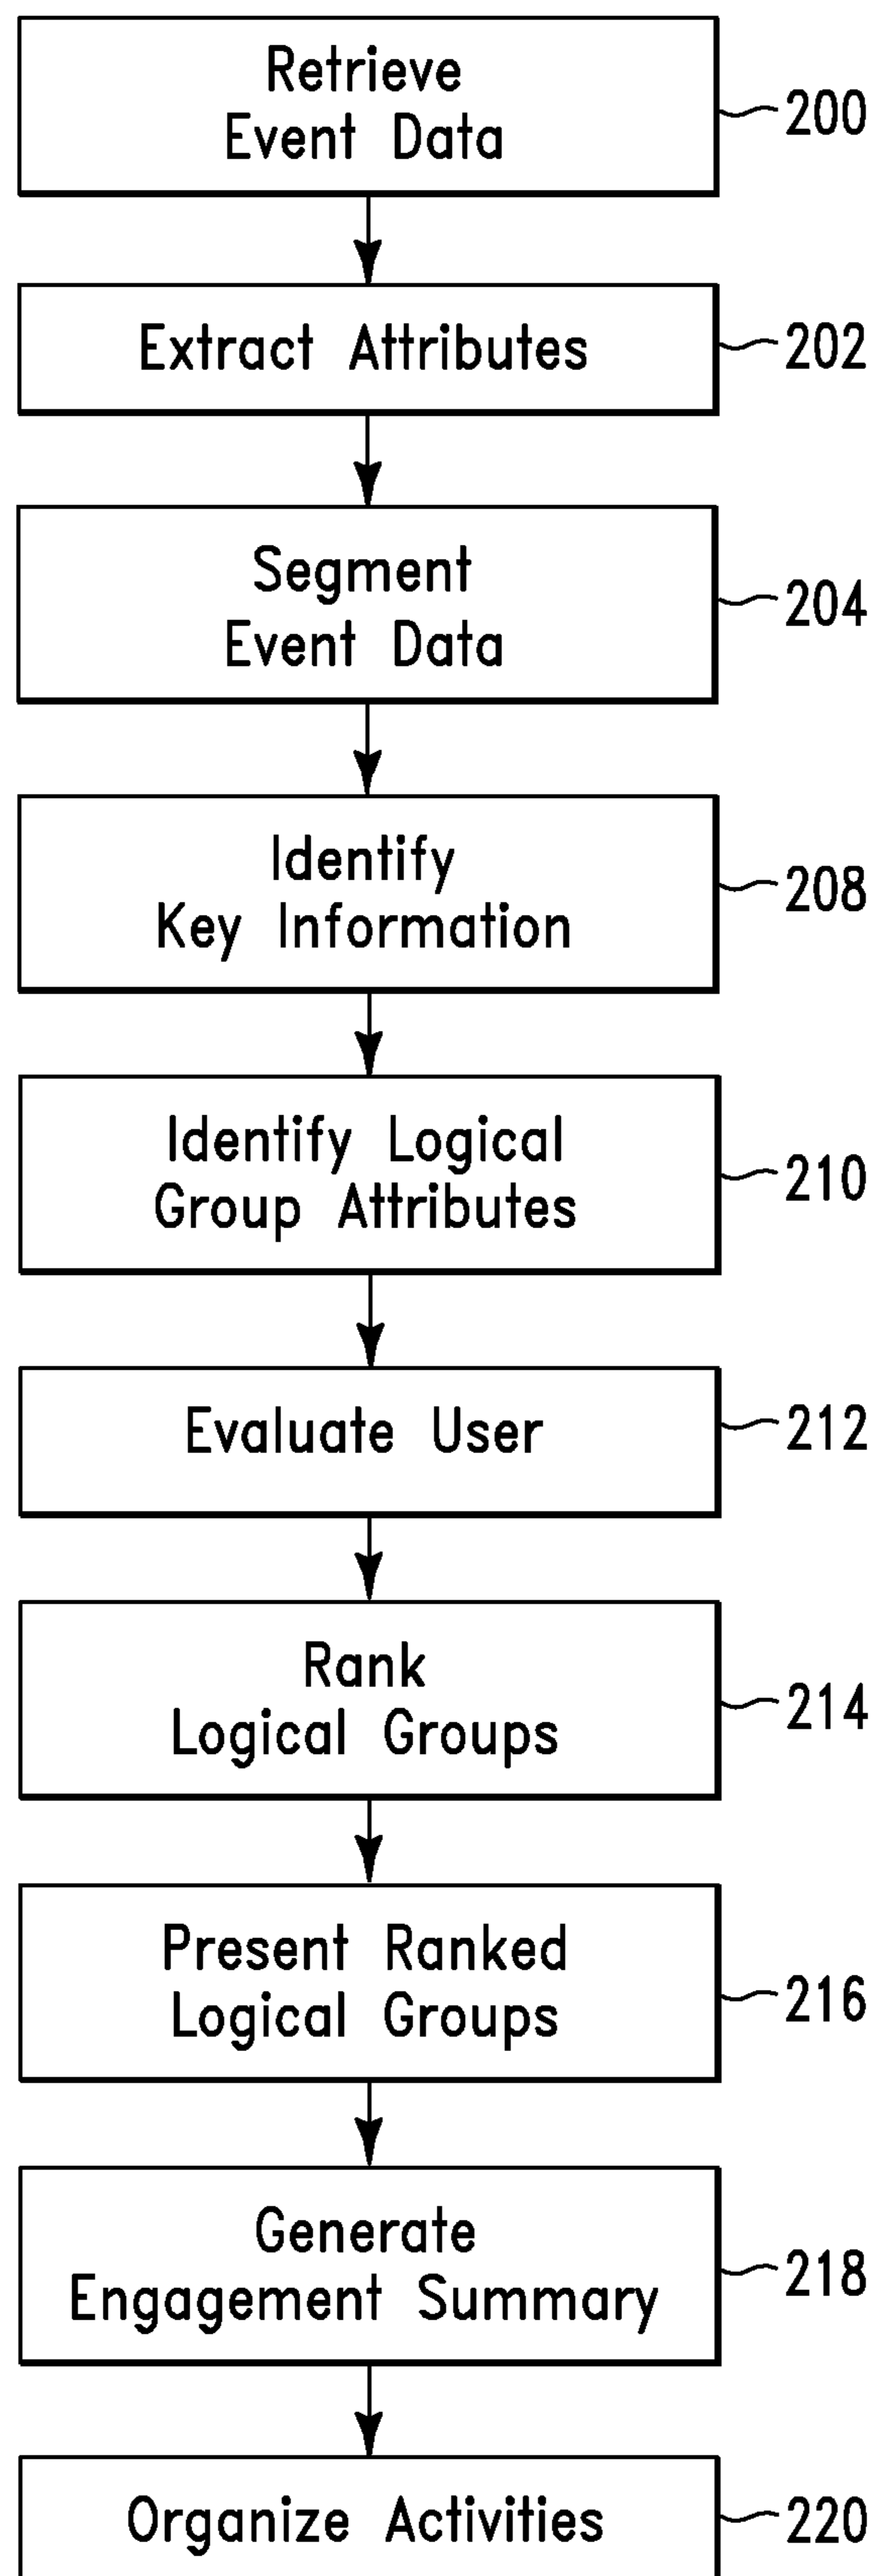 Retrieve
Event Data
200
Extract Attributes
202
Segment
Event Data
204
Identify
Key Information
208
Identify Logical
Group Attributes
210
Evaluate User
212
Rank
Logical Groups
214
Present Ranked
Logical Groups
216
Generate
Engagement Summary
218
Organize Activities
220